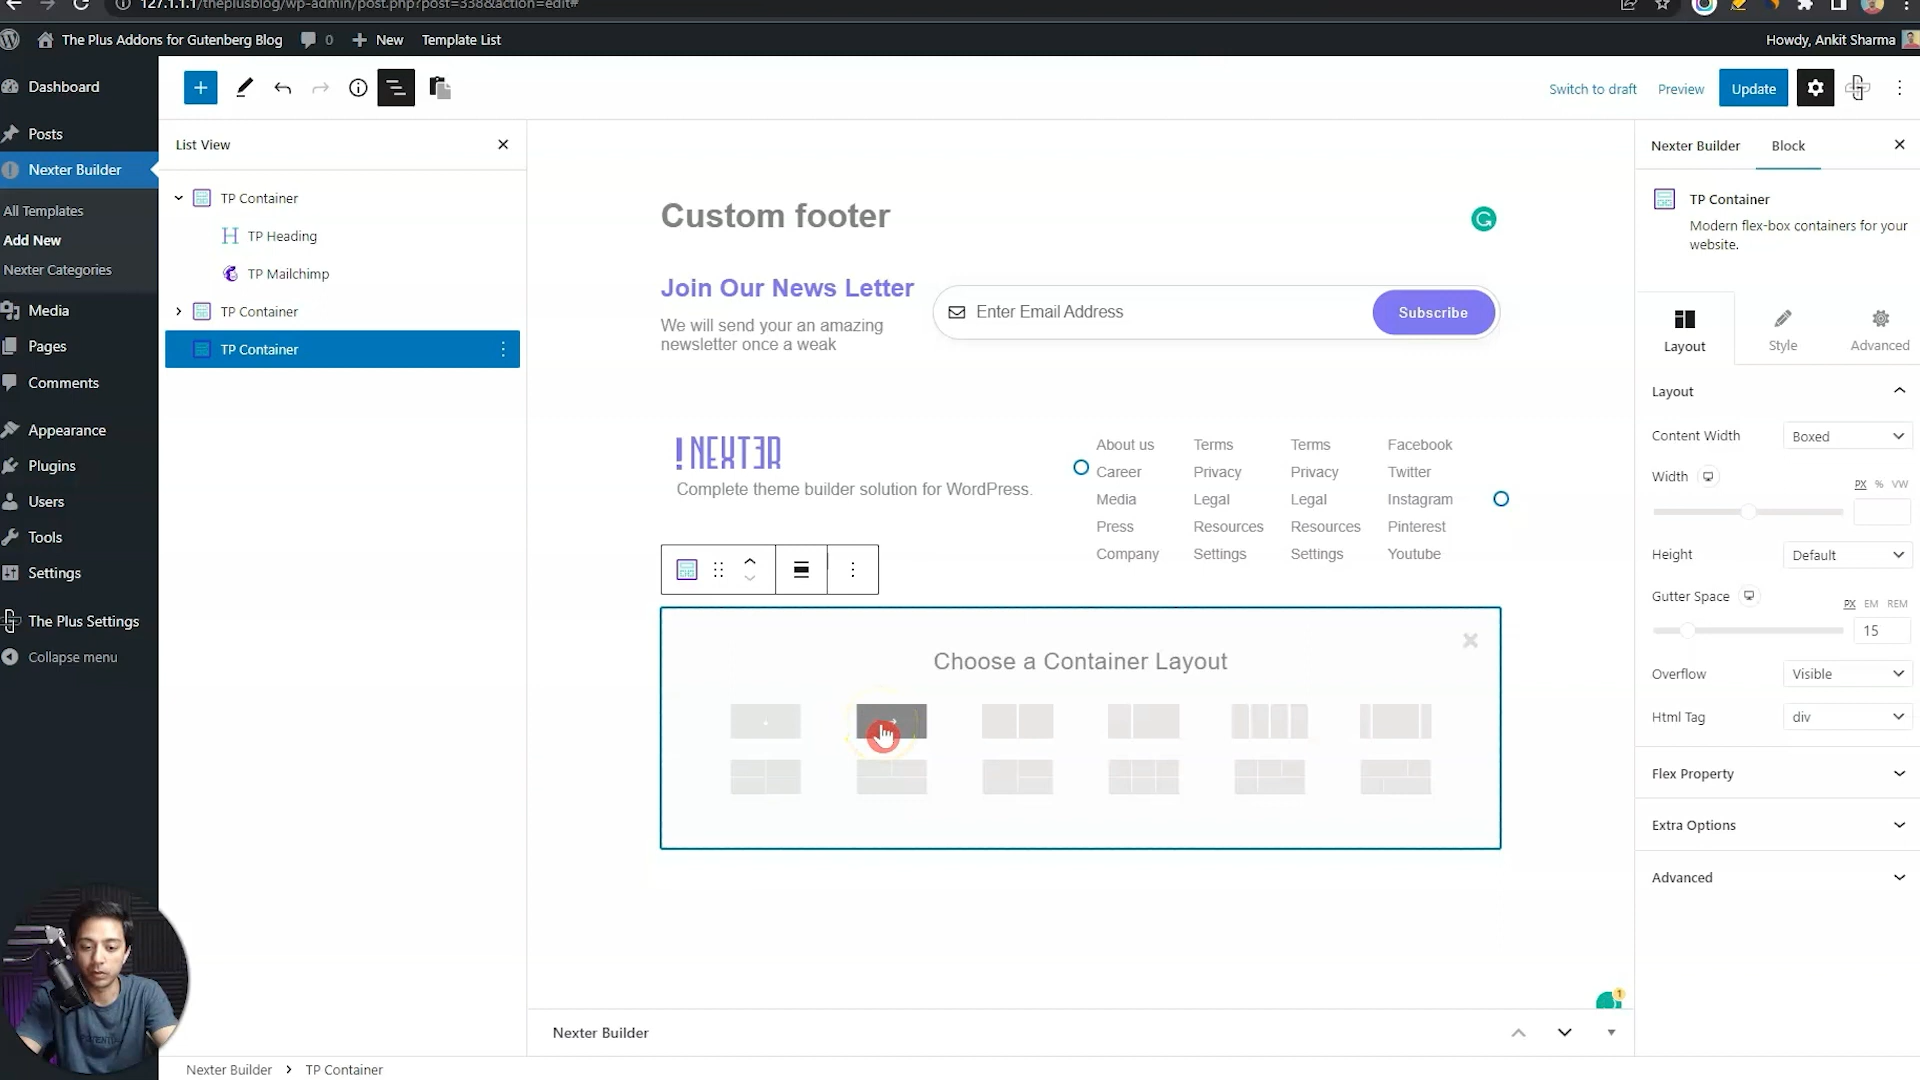 127.1.1.1/theplusblog/wp-admin/post.php?post=338&action=edit#
The Plus Addons for Gutenberg Blog
0
New
Template List
Howdy, Ankit Sharma
Dashboard
Posts
Nexter Builder
All Templates
Add New
Nexter Categories
Media
Pages
Comments
Appearance
Plugins
Users
Tools
Settings
The Plus Settings
Collapse menu
Switch to draft
Preview
Update
List View
TP Container
TP Heading
TP Mailchimp
TP Container
TP Container
Custom footer
Join Our News Letter
We will send your an amazing
newsletter once a weak
Enter Email Address
Subscribe
!NEXTER
Complete theme builder solution for WordPress.
About us
Career
Media
Press
Company
Terms
Privacy
Legal
Resources
Settings
Terms
Privacy
Legal
Resources
Settings
Facebook
Twitter
Instagram
Pinterest
Youtube
Choose a Container Layout
Nexter Builder
Block
TP Container
Modern flex-box containers for your
website.
Layout
Style
Advanced
Layout
Content Width
Boxed
Width
PX % VW
Height
Default
Gutter Space
PX EM REM
15
Overflow
Visible
Html Tag
div
Flex Property
Extra Options
Advanced
1
Nexter Builder
Nexter Builder > TP Container